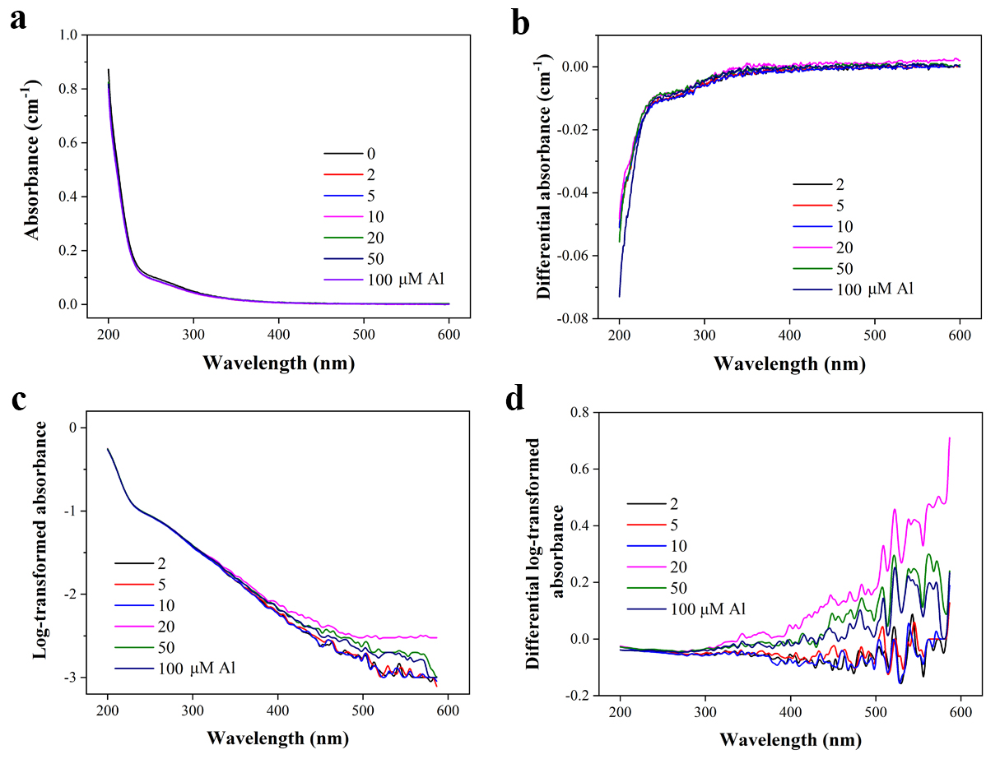 a
1.0
0.8
0.6
0.4
0.2
0.0
Absorbance (cm-1)
0
2
5
10
20
50
100 μM Al
200 300 400 500 600
Wavelength (nm)
b
0.00
-0.02
-0.04
-0.06
-0.08
Differential absorbance (cm-1)
2
5
10
20
50
100 μM Al
200 300 400 500 600
Wavelength (nm)
c
0
-1
-2
-3
Log-transformed absorbance
2
5
10
20
50
100 μM Al
200 300 400 500 600
Wavelength (nm)
d
0.8
0.6
0.4
0.2
0.0
-0.2
Differential log-transformed
absorbance
2
5
10
20
50
100 μM Al
200 300 400 500 600
Wavelength (nm)